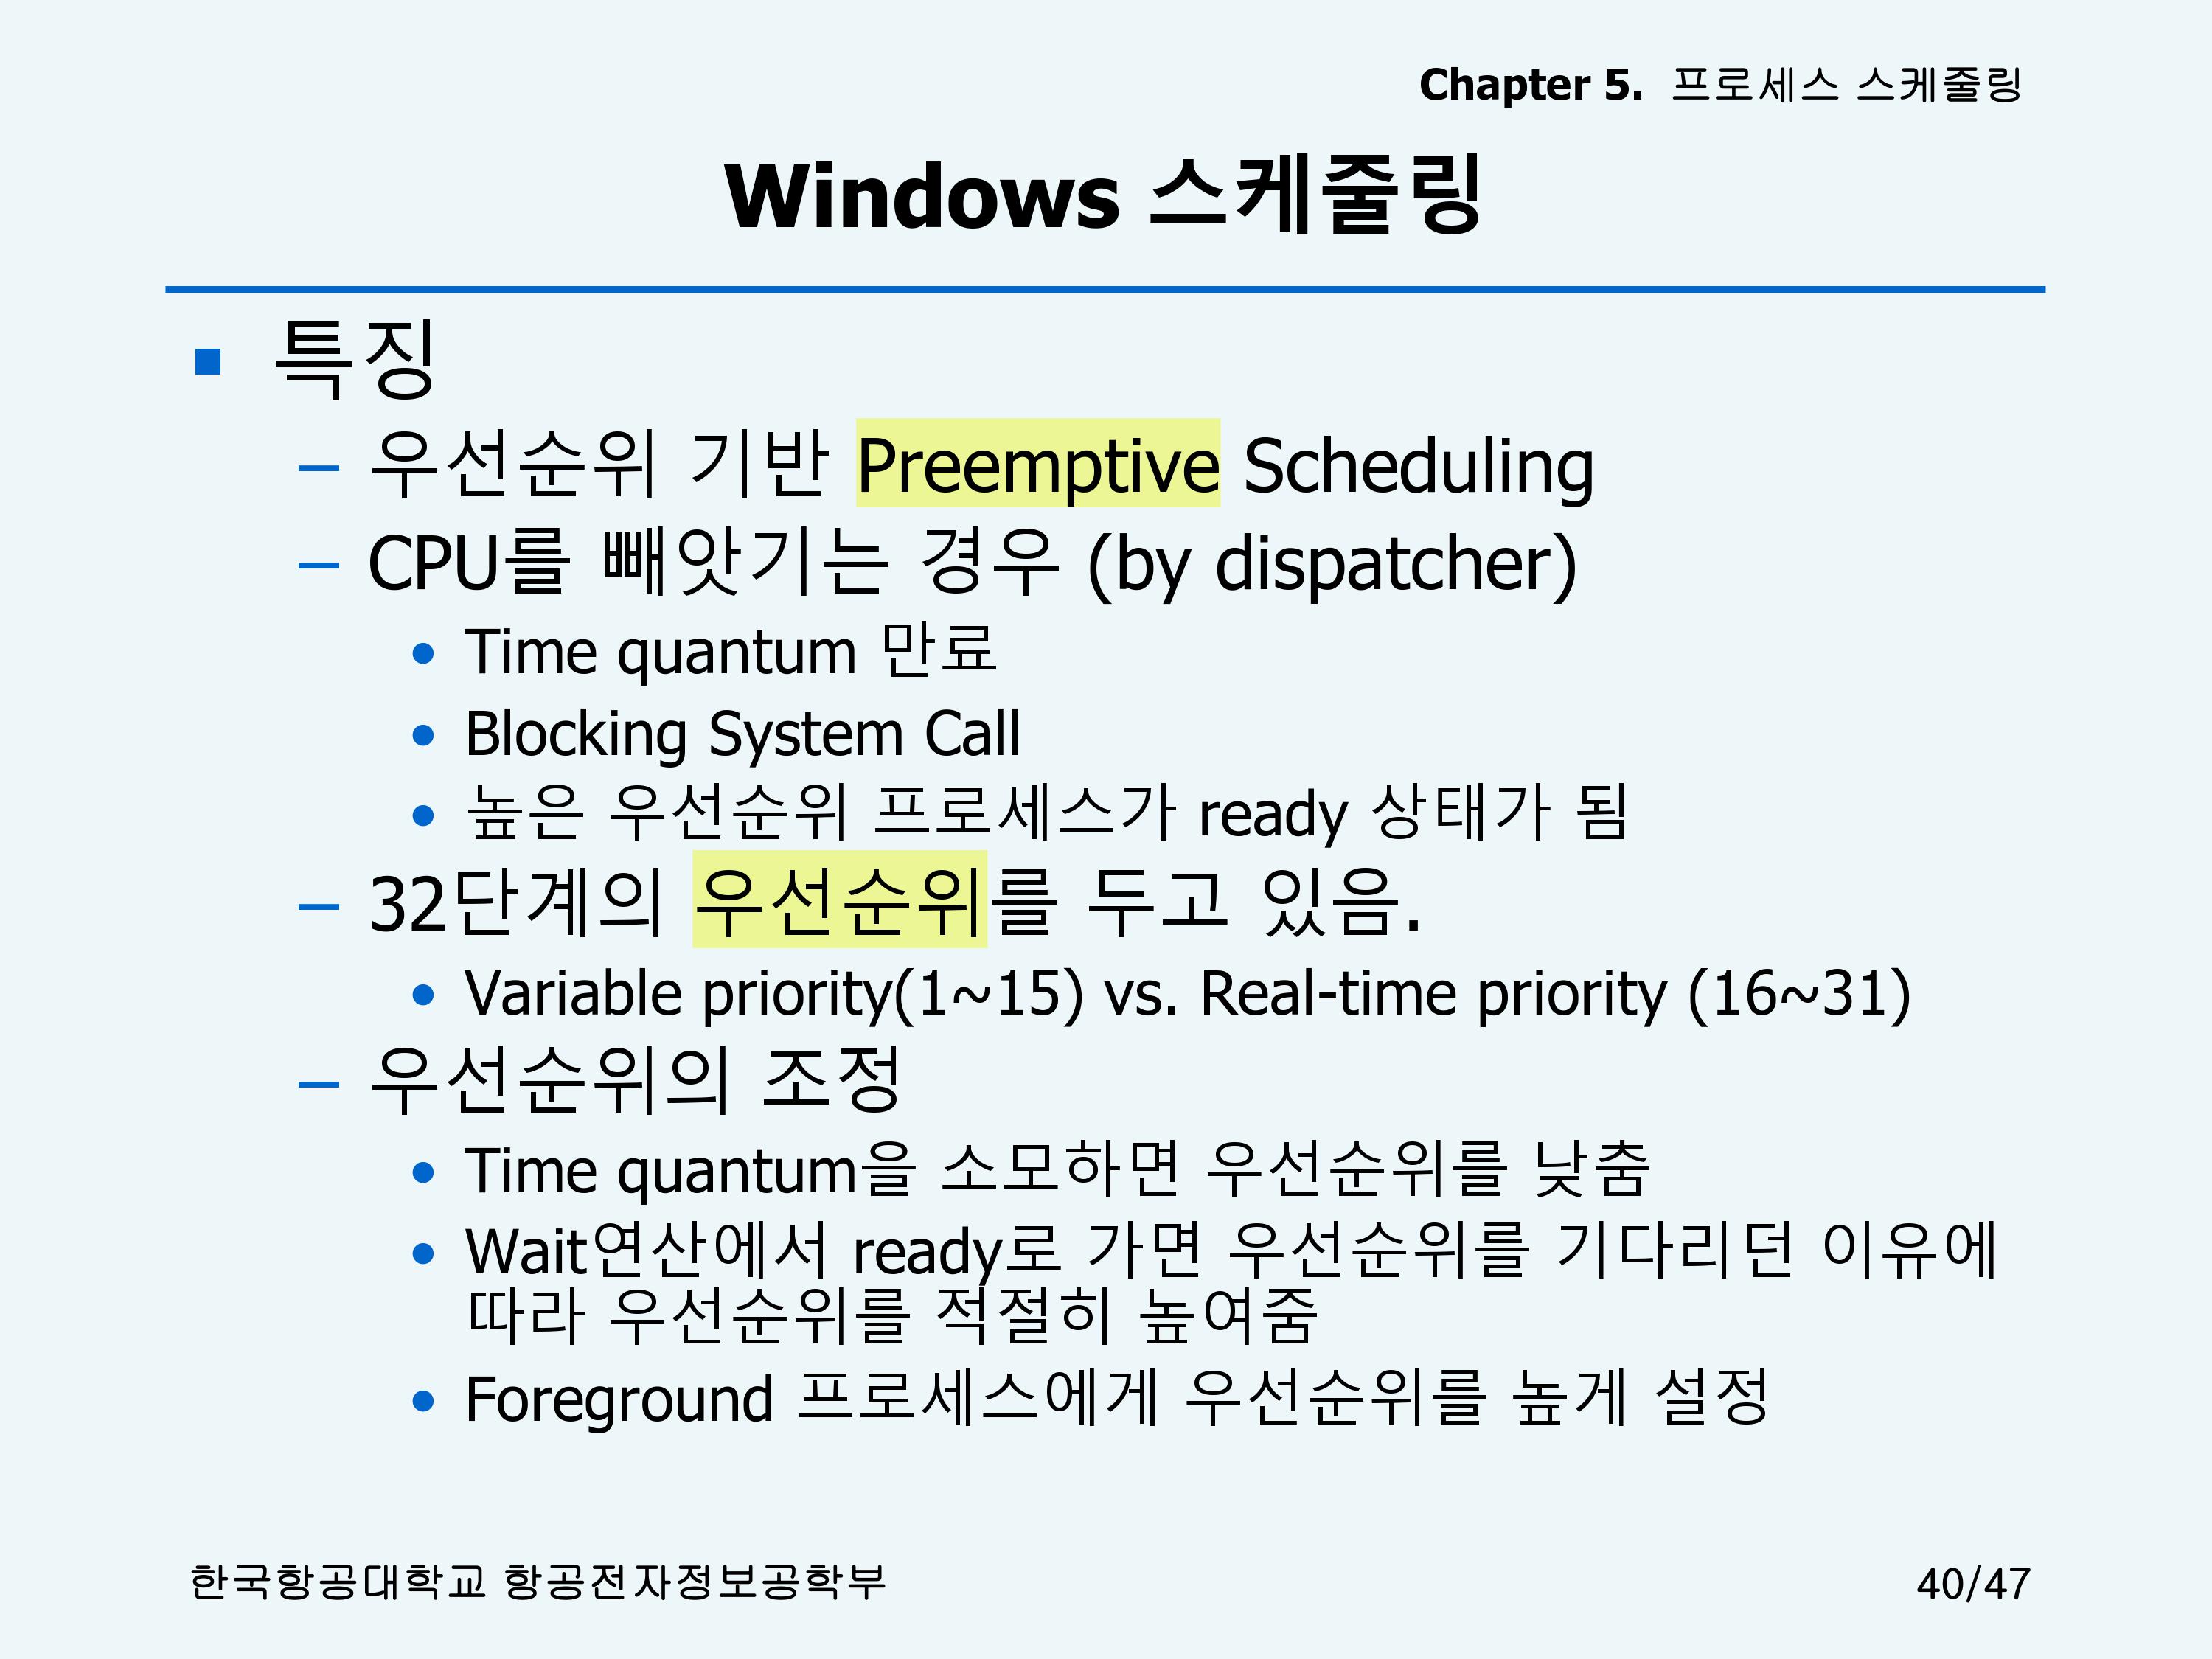 Chapter 5. 프로세스 스케줄링
Windows 스케줄링
특징
우선순위 기반 Preemptive Scheduling
CPU를 빼앗기는 경우 (by dispatcher)
Time quantum 만료
Blocking System Call
높은 우선순위 프로세스가 ready 상태가 됨
32단계의 우선순위를 두고 있음.
Variable priority(1~15) vs. Real-time priority (16~31)
우선순위의 조정
Time quantum을 소모하면 우선순위를 낮춤
Wait연산에서 ready로 가면 우선순위를 기다리던 이유에
따라 우선순위를 적절히 높여줌
Foreground 프로세스에게 우선순위를 높게 설정
한국항공대학교 항공전자정보공학부
40/47